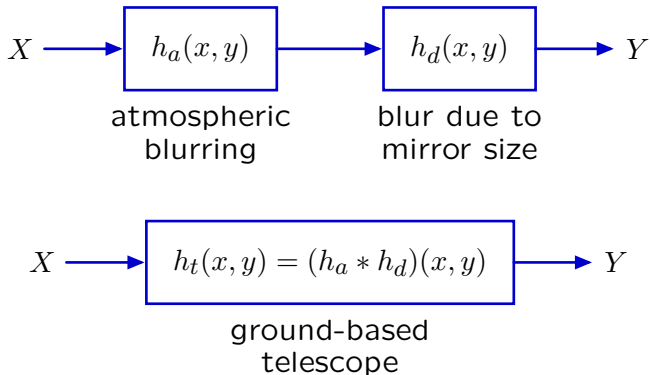 X h_a(x, y) h_d(x, y) Y
atmospheric blur due to
blurring mirror size
X h_t(x, y) = (h_a * h_d)(x, y) Y
ground-based
telescope